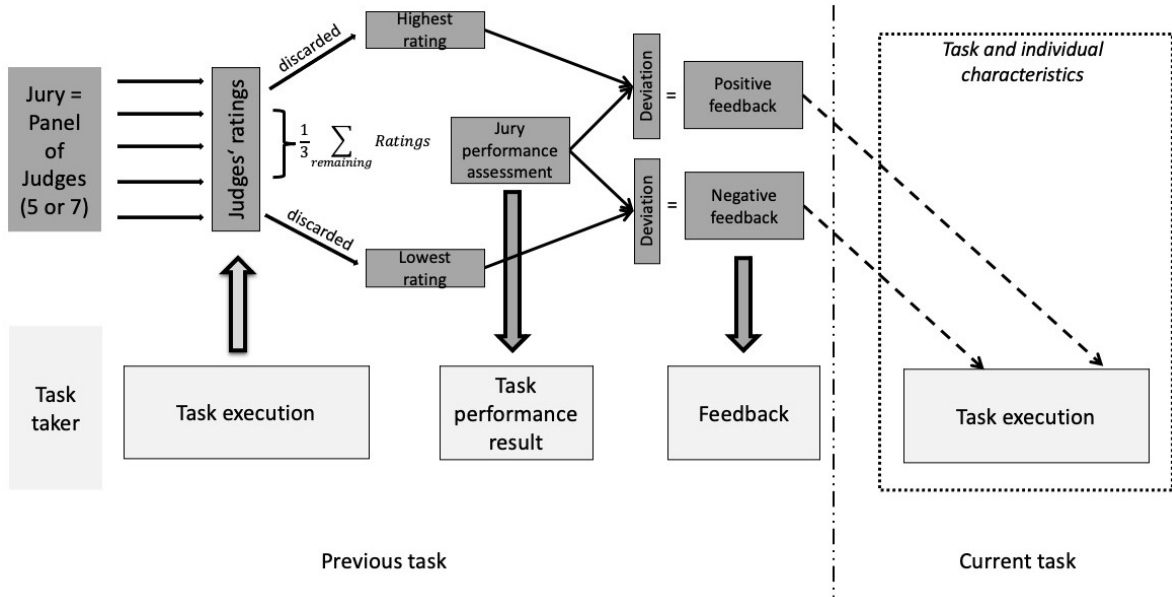 Jury =
Panel
of
Judges
(5 or 7)
Judges' ratings
discarded
discarded
Highest
rating
1/3 ∑ Ratings
remaining
Lowest
rating
Jury
performance
assessment
Deviation
=
Positive
feedback
Deviation
=
Negative
feedback
Task and individual
characteristics
Task
taker
Task execution
Task
performance
result
Feedback
Task execution
Previous task
Current task